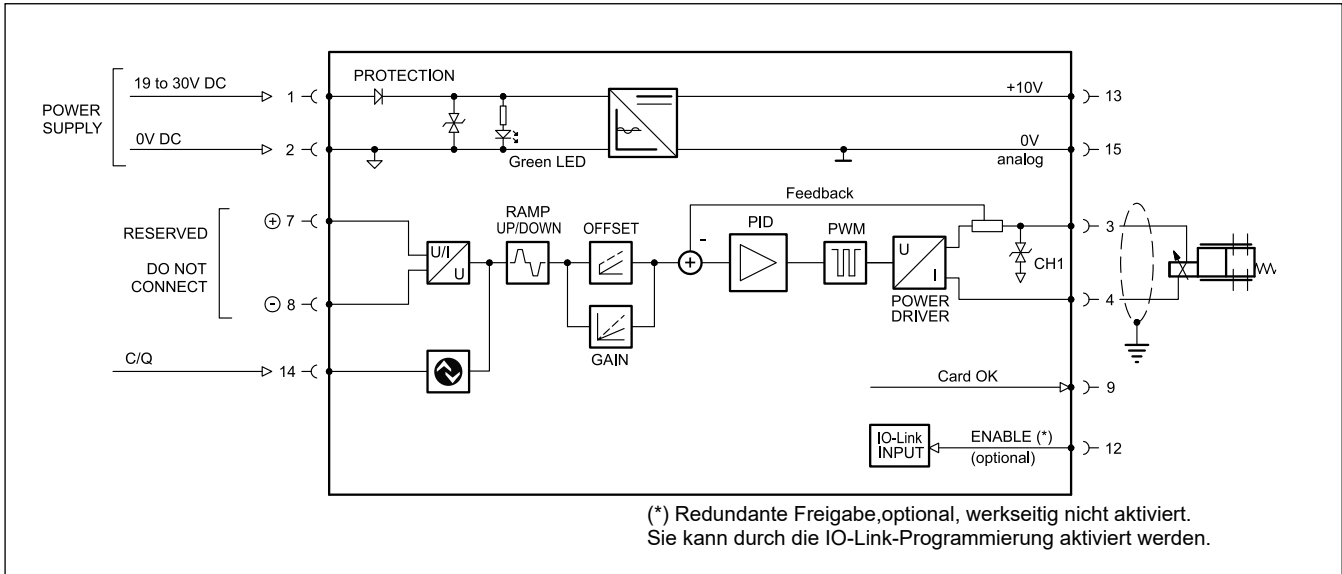 POWER
SUPPLY
19 to 30V DC
1
PROTECTION
+10V
13
0V DC
2
Green LED
0V
analog
15
RESERVED
DO NOT
CONNECT
+ 7
- 8
U/I
U
RAMP
UP/DOWN
OFFSET
GAIN
Feedback
+
-
PID
PWM
U
I
POWER
DRIVER
CH1
3
4
C/Q
14
Card OK
9
IO-Link
INPUT
ENABLE (*)
(optional)
12
(*) Redundante Freigabe,optional, werkseitig nicht aktiviert.
Sie kann durch die IO-Link-Programmierung aktiviert werden.